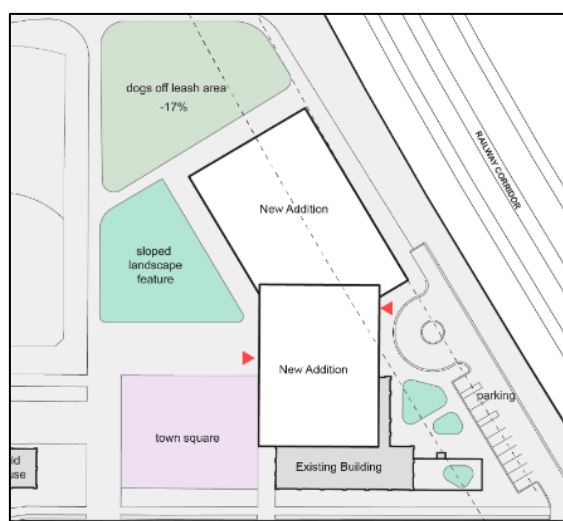 dogs off leash area
-17%
RAILWAY CORRIDOR
New Addition
sloped
landscape
feature
New Addition
parking
town square
Existing Building